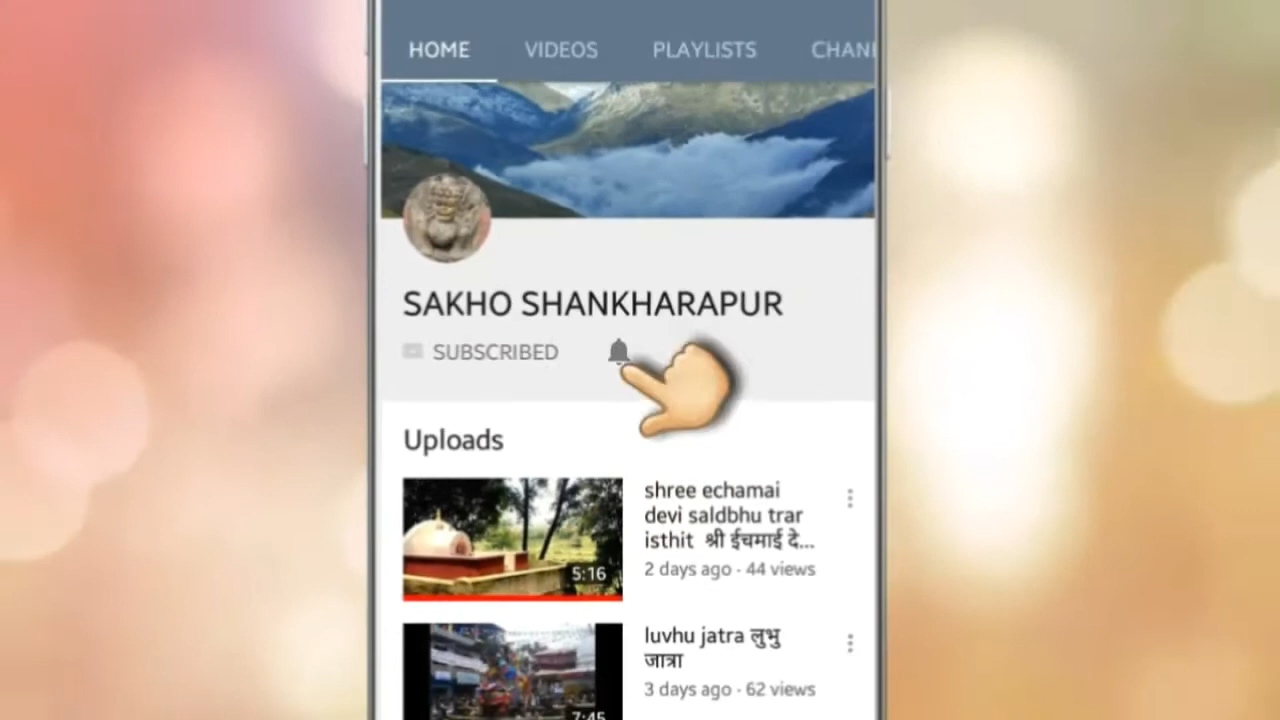 HOME VIDEOS PLAYLISTS CHAN
SAKHO SHANKHARAPUR
SUBSCRIBED
Uploads
shree echamai
devi saldbhu trar
isthit श्री ईचमाई दे...
2 days ago · 44 views
5:16
luvhu jatra लुभु
जात्रा
3 days ago · 62 views
7:45